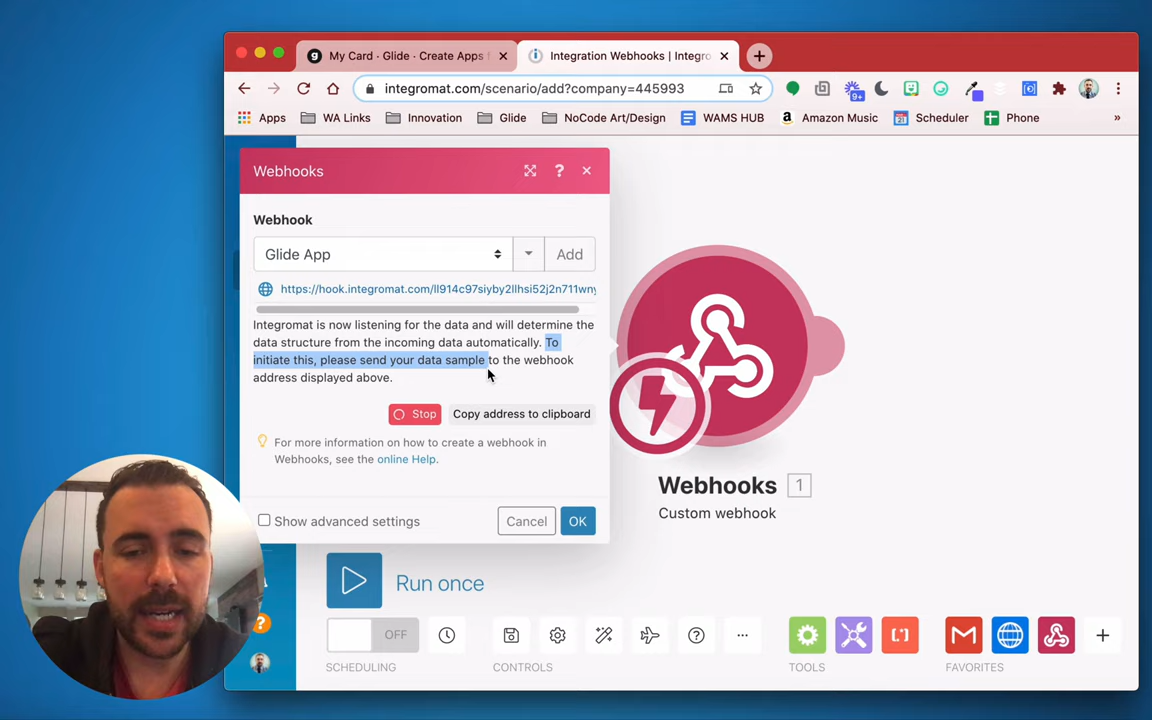 My Card · Glide · Create Apps f
Integration Webhooks | Integro
integromat.com/scenario/add?company=445993
9+
Apps
WA Links
Innovation
Glide
NoCode Art/Design
WAMS HUB
Amazon Music
Scheduler
Phone
»
Webhooks
?
Webhook
Glide App
Add
https://hook.integromat.com/ll914c97siyby2llhsi52j2n711wny
Integromat is now listening for the data and will determine the
data structure from the incoming data automatically. To
initiate this, please send your data sample to the webhook
address displayed above.
Stop
Copy address to clipboard
For more information on how to create a webhook in
Webhooks, see the online Help.
Show advanced settings
Cancel
OK
Webhooks
1
Custom webhook
Run once
OFF
SCHEDULING
CONTROLS
TOOLS
FAVORITES